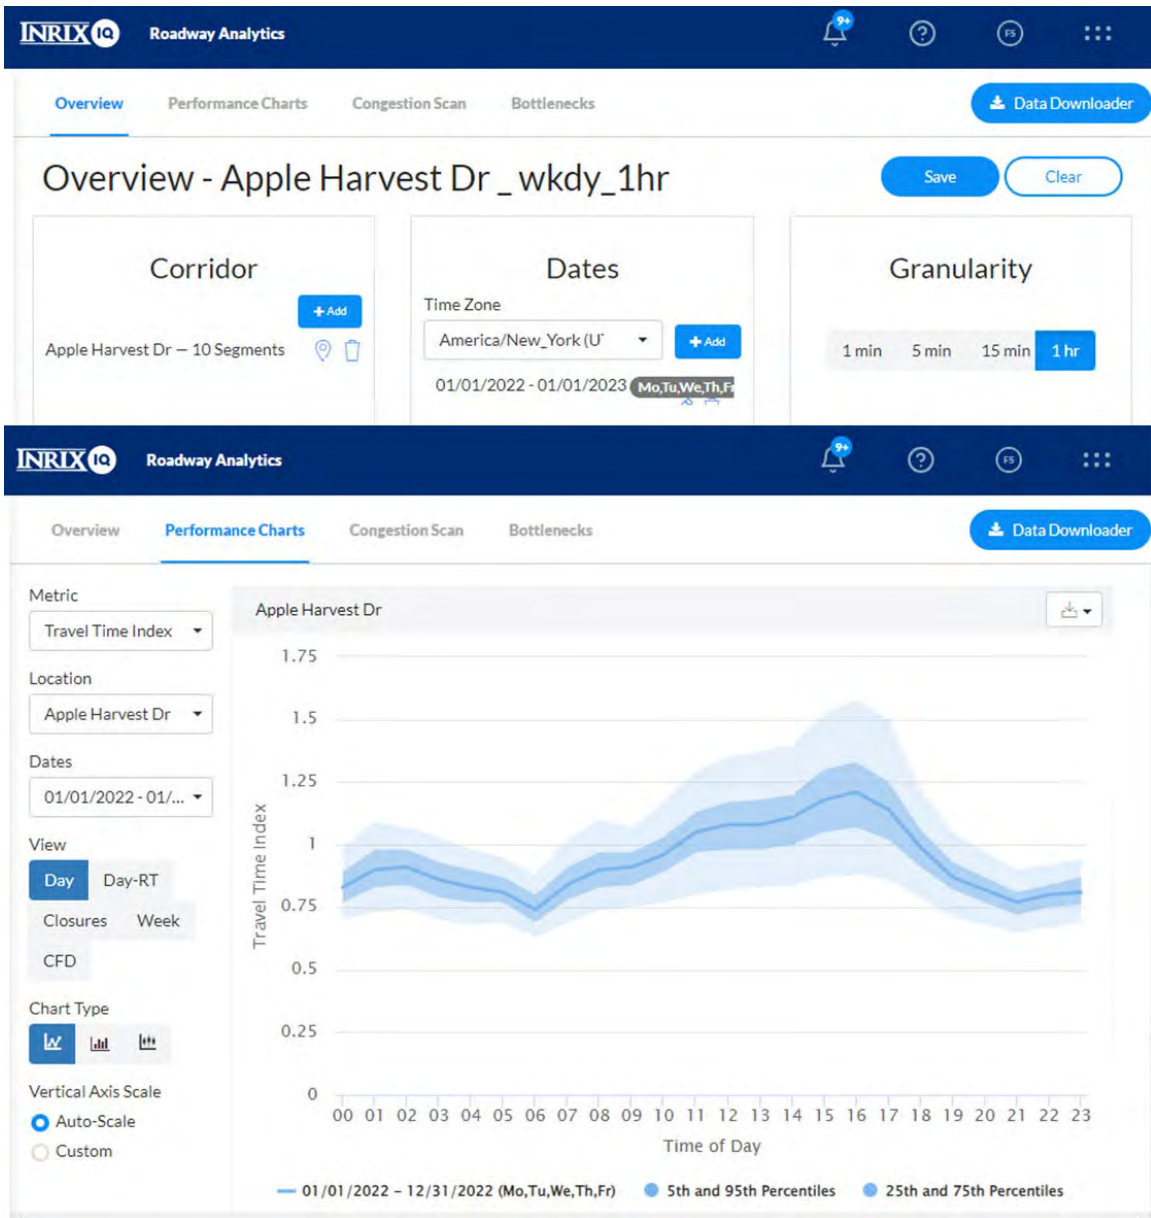 INRIX IQ Roadway Analytics 9+ ? FS
Overview Performance Charts Congestion Scan Bottlenecks Data Downloader
Overview - Apple Harvest Dr _ wkdy_1hr Save Clear
Corridor Dates Granularity
+ Add Time Zone
America/New_York (UT + Add
Apple Harvest Dr – 10 Segments 1 min 5 min 15 min 1 hr
01/01/2022 - 01/01/2023 Mo,Tu,We,Th,Fr
INRIX IQ Roadway Analytics 9+ ? FS
Overview Performance Charts Congestion Scan Bottlenecks Data Downloader
Metric
Travel Time Index
Location
Apple Harvest Dr
Dates
01/01/2022 - 01/...
View
Day Day-RT
Closures Week
CFD
Chart Type
Vertical Axis Scale
Auto-Scale
Custom
Apple Harvest Dr
1.75
1.5
1.25
1
0.75
0.5
0.25
0
Travel Time Index
00 01 02 03 04 05 06 07 08 09 10 11 12 13 14 15 16 17 18 19 20 21 22 23
Time of Day
01/01/2022 – 12/31/2022 (Mo,Tu,We,Th,Fr) 5th and 95th Percentiles 25th and 75th Percentiles